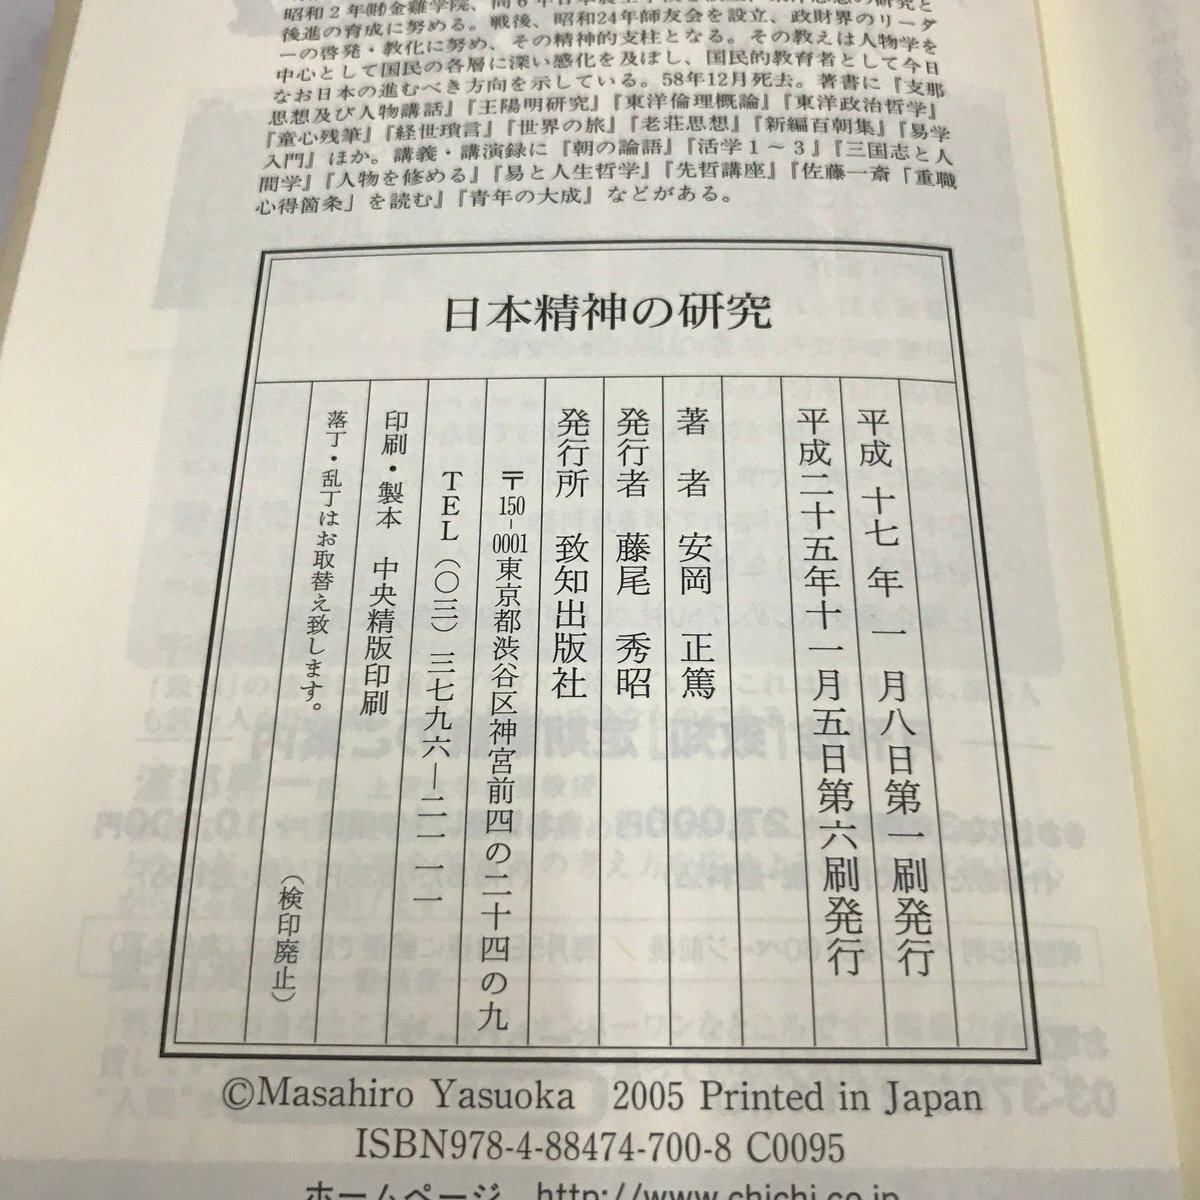 昭和2年㈶金雞学院、同6年日本農士学校を設立、東洋思想の研究と
後進の育成に努める。戦後、昭和24年師友会を設立、政財界のリーダ
ーの啓発・教化に努め、その精神的支柱となる。その教えは人物学を
中心として国民の各層に深い感化を及ぼし、国民的教育者として今日
なお日本の進むべき方向を示している。58年12月死去。著書に『支那
思想及び人物講話』『王陽明研究』『東洋倫理概論』『東洋政治哲学』
『童心残筆』『経世瑣言』『世界の旅』『老荘思想』『新編百朝集』『易学
入門』ほか。講義・講演録に『朝の論語』『活学1～3』『三国志と人
間学』『人物を修める』『易と人生哲学』『先哲講座』『佐藤一斎「重職
心得箇条」を読む』『青年の大成』などがある。
日本精神の研究
平成十七年一月八日第一刷発行
平成二十五年十一月五日第六刷発行
著者 安岡 正篤
発行者 藤尾 秀昭
発行所 致知出版社
〒150-0001東京都渋谷区神宮前四の二十四の九
TEL（〇三）三七九六―二一一一
印刷・製本 中央精版印刷
落丁・乱丁はお取替え致します。
（検印廃止）
©Masahiro Yasuoka 2005 Printed in Japan
ISBN978-4-88474-700-8 C0095
ホームページ http://www.chichi.co.jp